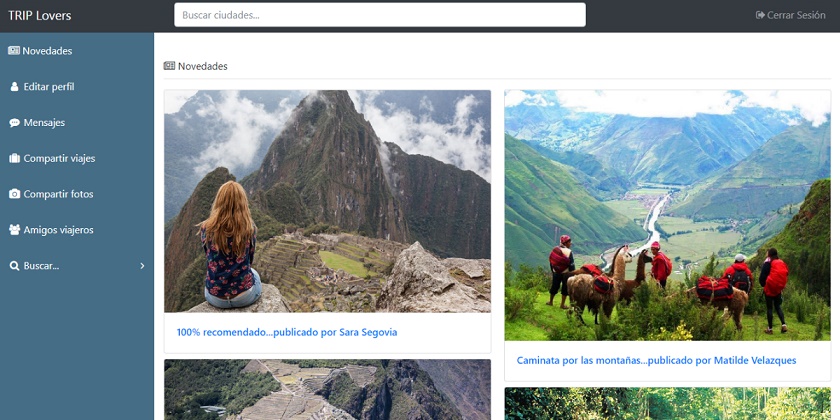 TRIP Lovers
Buscar ciudades...
Cerrar Sesión
Novedades
Editar perfil
Mensajes
Compartir viajes
Compartir fotos
Amigos viajeros
Buscar...
Novedades
100% recomendado...publicado por Sara Segovia
Caminata por las montañas...publicado por Matilde Velazques